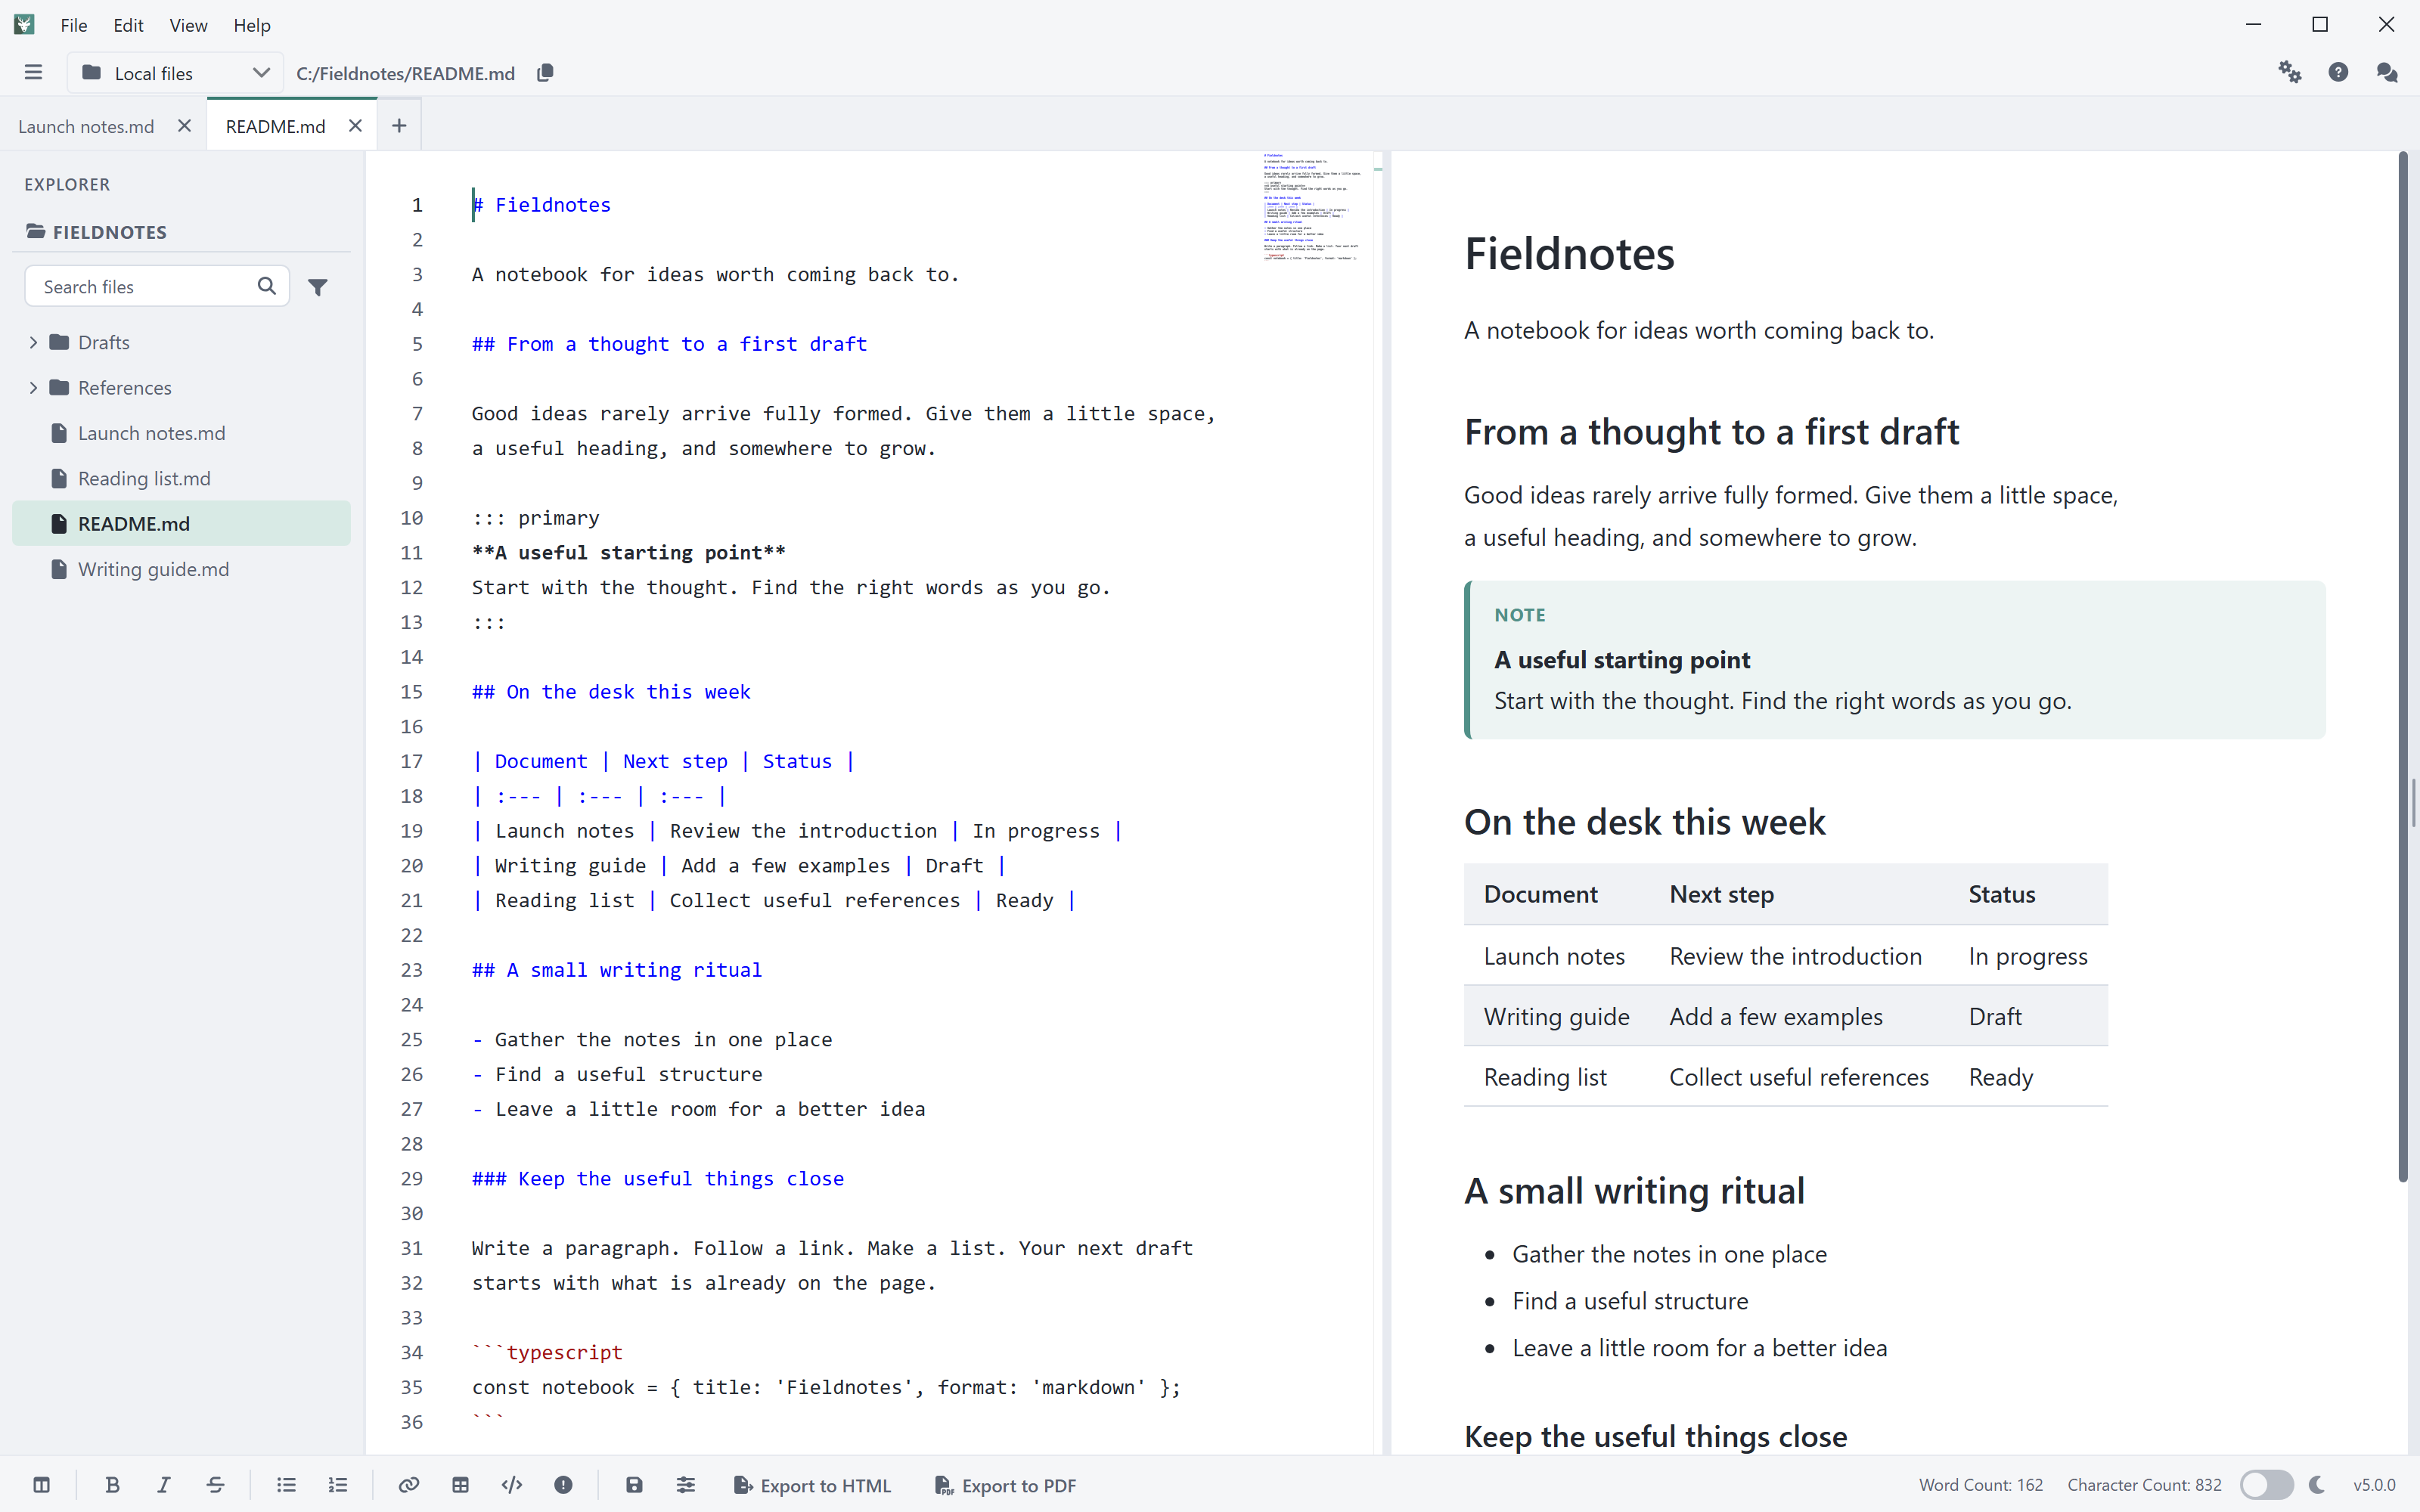 File Edit View Help
Local files C:/Fieldnotes/README.md
Launch notes.md README.md
EXPLORER
FIELDNOTES
Search files
Drafts
References
Launch notes.md
Reading list.md
README.md
Writing guide.md
1 # Fieldnotes
2
3 A notebook for ideas worth coming back to.
4
5 ## From a thought to a first draft
6
7 Good ideas rarely arrive fully formed. Give them a little space,
8 a useful heading, and somewhere to grow.
9
10 ::: primary
11 **A useful starting point**
12 Start with the thought. Find the right words as you go.
13 :::
14
15 ## On the desk this week
16
17 | Document | Next step | Status |
18 | :--- | :--- | :--- |
19 | Launch notes | Review the introduction | In progress |
20 | Writing guide | Add a few examples | Draft |
21 | Reading list | Collect useful references | Ready |
22
23 ## A small writing ritual
24
25 - Gather the notes in one place
26 - Find a useful structure
27 - Leave a little room for a better idea
28
29 ### Keep the useful things close
30
31 Write a paragraph. Follow a link. Make a list. Your next draft
32 starts with what is already on the page.
33
34 ```typescript
35 const notebook = { title: 'Fieldnotes', format: 'markdown' };
36 ```
Fieldnotes
A notebook for ideas worth coming back to.
From a thought to a first draft
Good ideas rarely arrive fully formed. Give them a little space,
a useful heading, and somewhere to grow.
NOTE
A useful starting point
Start with the thought. Find the right words as you go.
On the desk this week
Document Next step Status
Launch notes Review the introduction In progress
Writing guide Add a few examples Draft
Reading list Collect useful references Ready
A small writing ritual
Gather the notes in one place
Find a useful structure
Leave a little room for a better idea
Keep the useful things close
Export to HTML Export to PDF Word Count: 162 Character Count: 832 v5.0.0